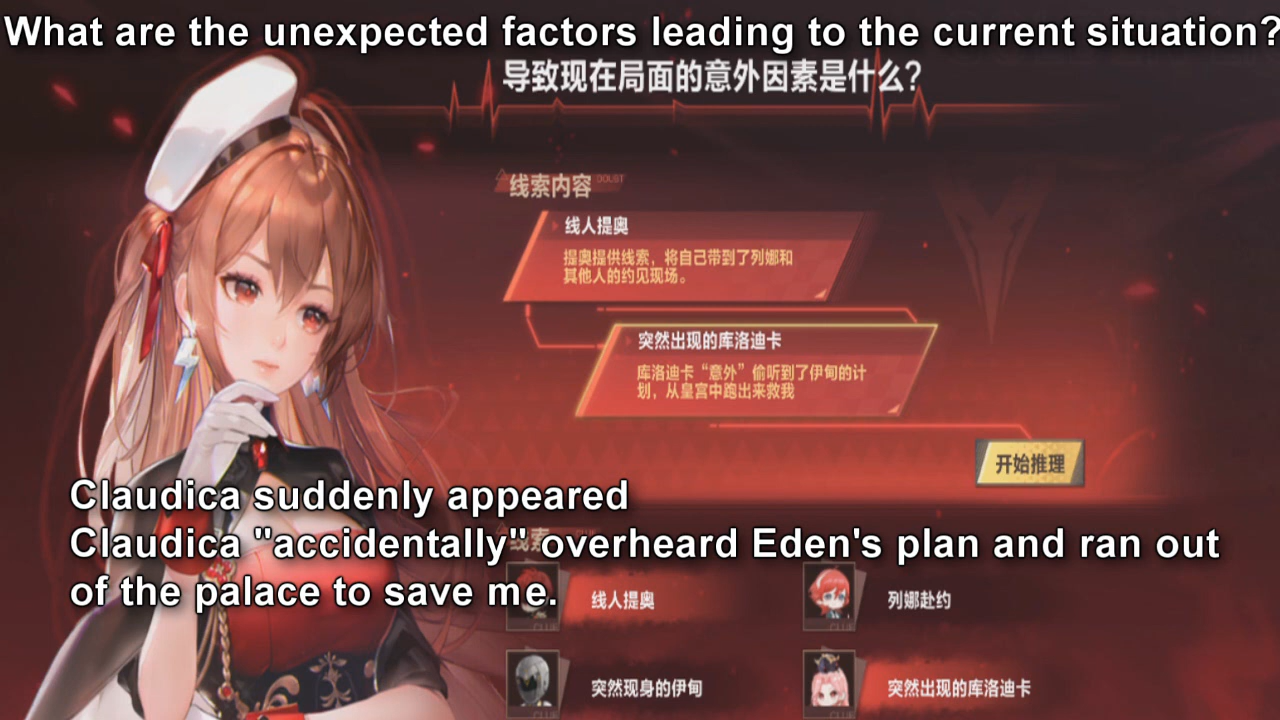 What are the unexpected factors leading to the current situation?
导致现在局面的意外因素是什么？
线索内容
线人提奥
提奥提供线索，将自己带到了列娜和
其他人的约见现场。
突然出现的库洛迪卡
库洛迪卡“意外”偷听到了伊甸的计
划，从皇宫中跑出来救我
开始推理
Claudica suddenly appeared
Claudica "accidentally" overheard Eden's plan and ran out
of the palace to save me.
线索
线人提奥
列娜赴约
突然现身的伊甸
突然出现的库洛迪卡